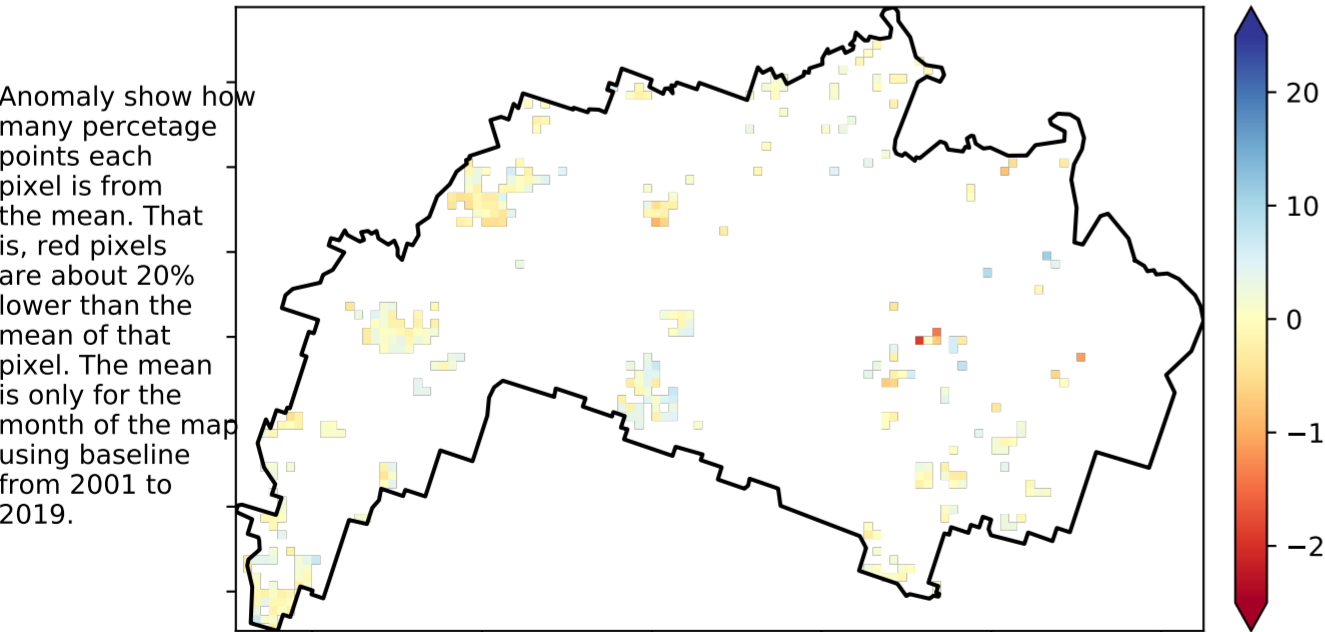 Anomaly show how
many percetage
points each
pixel is from
the mean. That
is, red pixels
are about 20%
lower than the
mean of that
pixel. The mean
is only for the
month of the map
using baseline
from 2001 to
2019.
20
10
0
−1
−2